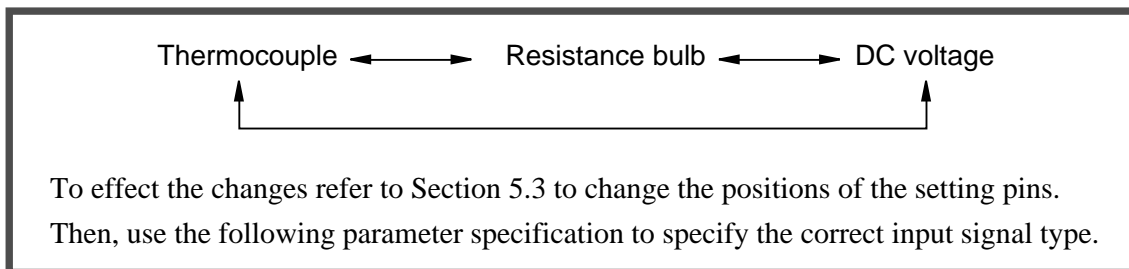 Thermocouple Resistance bulb DC voltage
To effect the changes refer to Section 5.3 to change the positions of the setting pins.
Then, use the following parameter specification to specify the correct input signal type.